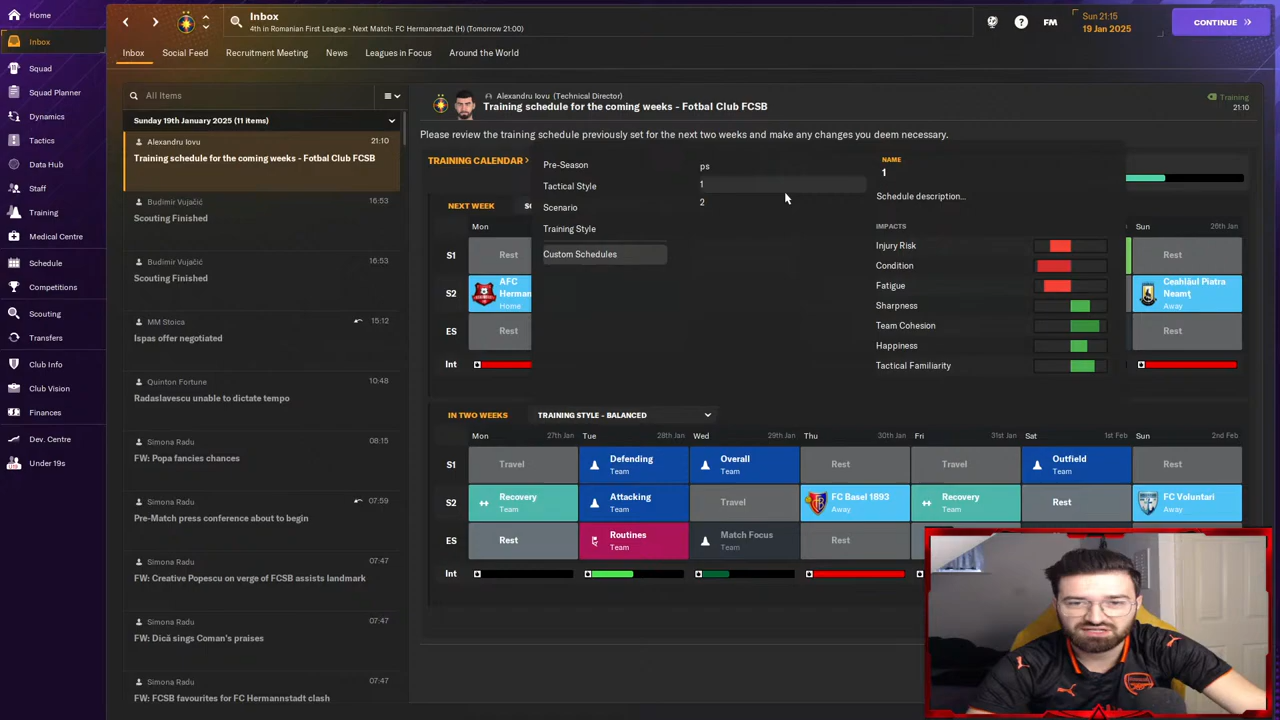 Home
Inbox
Squad
Squad Planner
Dynamics
Tactics
Data Hub
Staff
Training
Medical Centre
Schedule
Competitions
Scouting
Transfers
Club Info
Club Vision
Finances
Dev. Centre
Under 19s
Inbox
4th in Romanian First League - Next Match: FC Hermannstadt (H) (Tomorrow 21:00)
FM
Sun 21:15
19 Jan 2025
CONTINUE
Inbox Social Feed Recruitment Meeting News Leagues in Focus Around the World
All Items
Sunday 19th January 2025 (11 items)
Alexandru Iovu 21:10
Training schedule for the coming weeks - Fotbal Club FCSB
Budimir Vujačić 16:53
Scouting Finished
Budimir Vujačić 16:53
Scouting Finished
MM Stoica 15:12
Ispas offer negotiated
Quinton Fortune 10:48
Radaslavescu unable to dictate tempo
Simona Radu 08:15
FW: Popa fancies chances
Simona Radu 07:59
Pre-Match press conference about to begin
Simona Radu 07:47
FW: Creative Popescu on verge of FCSB assists landmark
Simona Radu 07:47
FW: Dică sings Coman's praises
Simona Radu 07:47
FW: FCSB favourites for FC Hermannstadt clash
Alexandru Iovu (Technical Director)
Training schedule for the coming weeks - Fotbal Club FCSB
Training
21:10
Please review the training schedule previously set for the next two weeks and make any changes you deem necessary.
TRAINING CALENDAR
Pre-Season
Tactical Style
Scenario
Training Style
Custom Schedules
ps
1
2
NAME
1
Schedule description...
IMPACTS
Injury Risk
Condition
Fatigue
Sharpness
Team Cohesion
Happiness
Tactical Familiarity
NEXT WEEK
Mon
Sun 26th Jan
S1 Rest Rest
S2 AFC
Home
Ceahlăul Piatra
Neamţ
Away
ES Rest Rest
Int
IN TWO WEEKS TRAINING STYLE - BALANCED
Mon 27th Jan Tue 28th Jan Wed 29th Jan Thu 30th Jan Fri 31st Jan Sat 1st Feb Sun 2nd Feb
S1 Travel Defending Overall Rest Travel Outfield Rest
Team Team Team
S2 Recovery Attacking Travel FC Basel 1893 Recovery Rest FC Voluntari
Team Team Away Team Away
ES Rest Routines Match Focus Rest
Team Team
Int